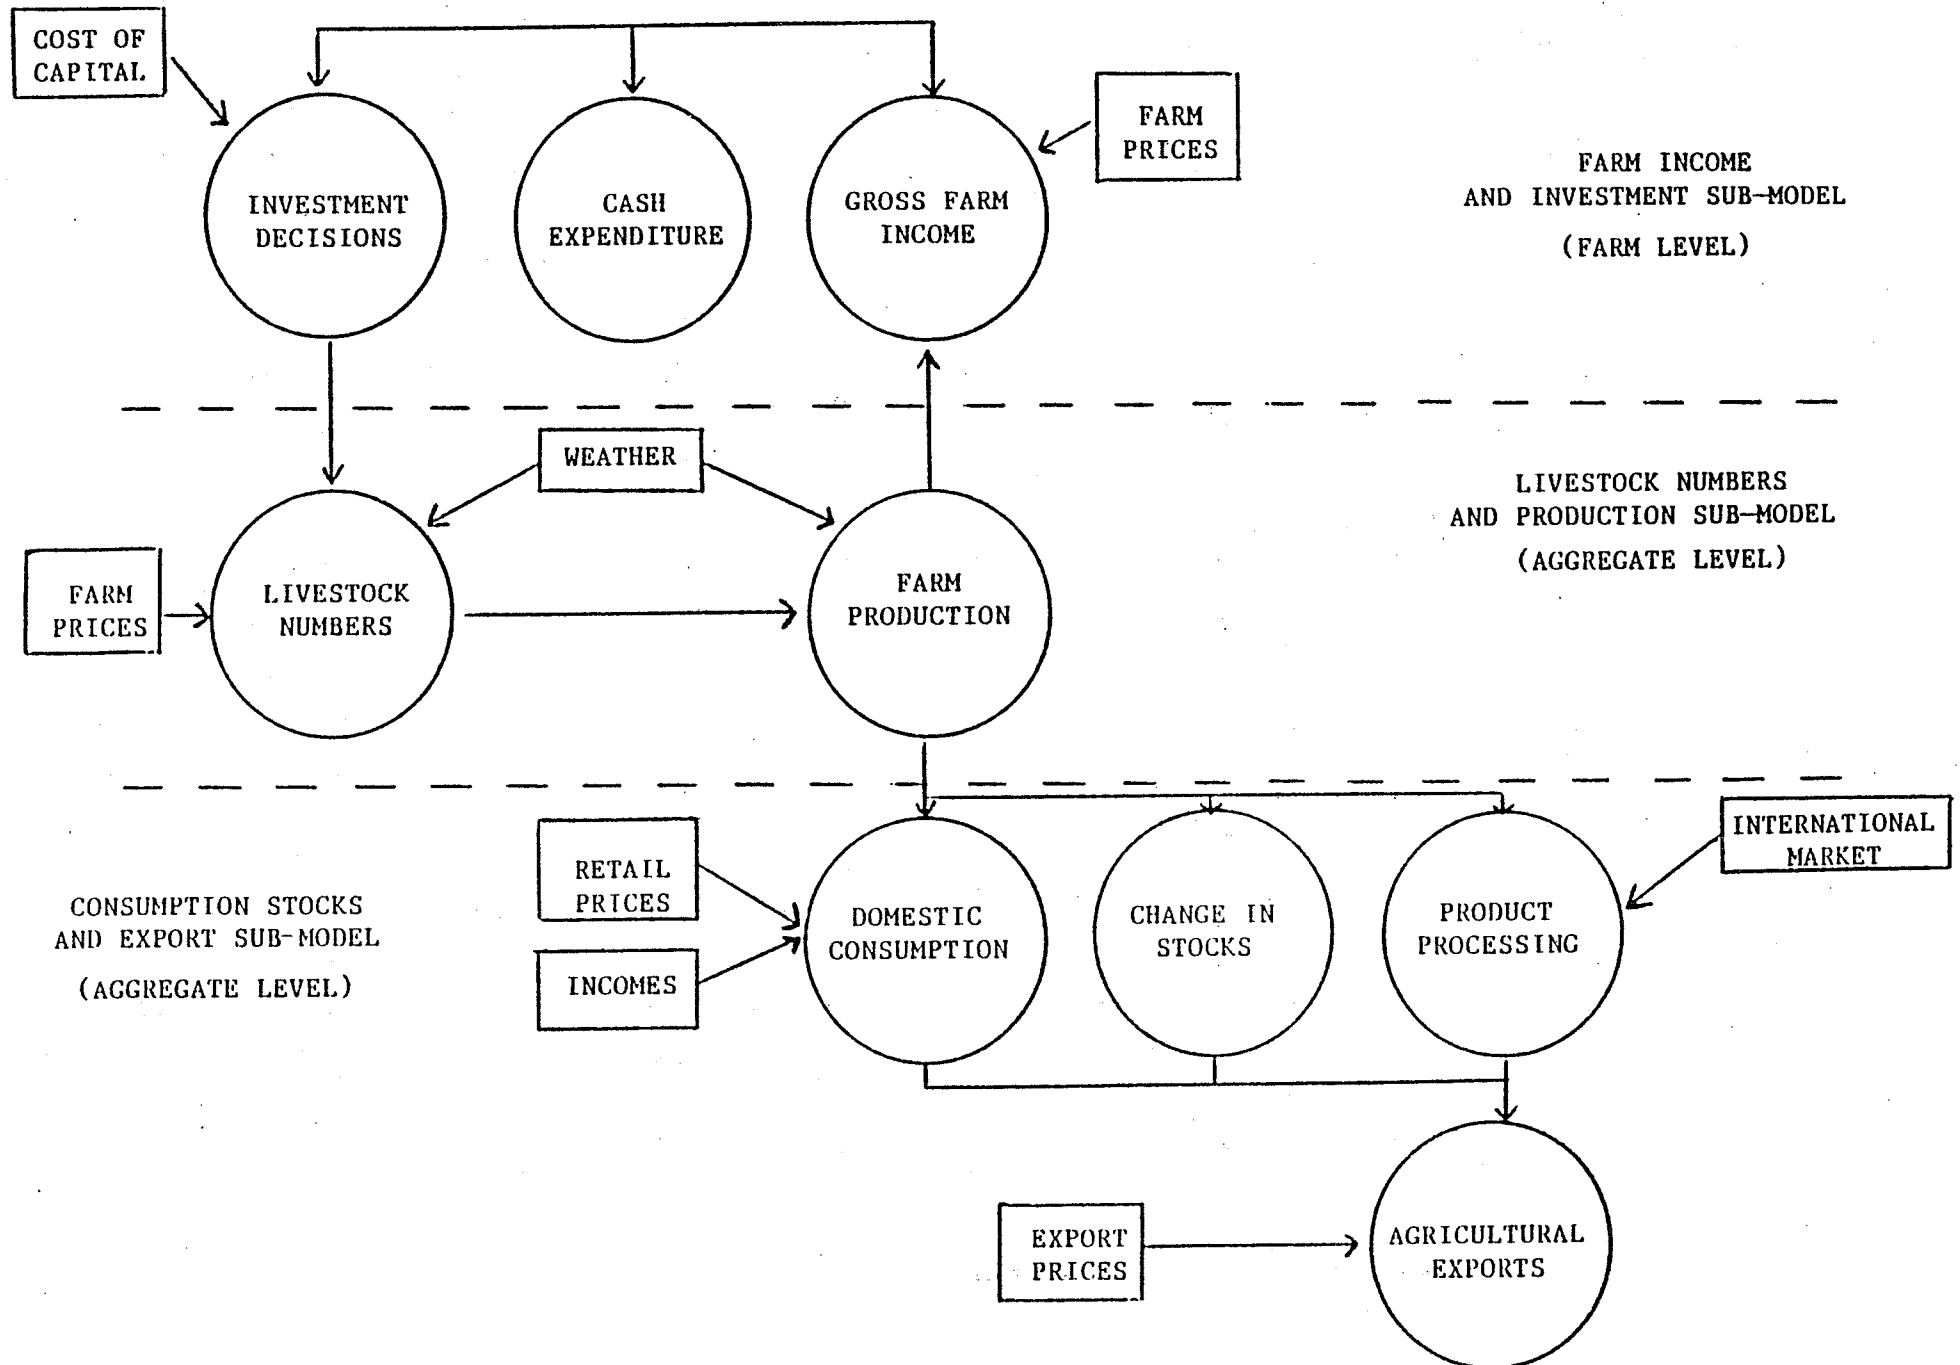 COST OF
CAPITAL
INVESTMENT
DECISIONS
CASH
EXPENDITURE
GROSS FARM
INCOME
FARM
PRICES
FARM INCOME
AND INVESTMENT SUB-MODEL
(FARM LEVEL)
WEATHER
FARM
PRICES
LIVESTOCK
NUMBERS
FARM
PRODUCTION
LIVESTOCK NUMBERS
AND PRODUCTION SUB-MODEL
(AGGREGATE LEVEL)
CONSUMPTION STOCKS
AND EXPORT SUB-MODEL
(AGGREGATE LEVEL)
RETAIL
PRICES
INCOMES
DOMESTIC
CONSUMPTION
CHANGE IN
STOCKS
PRODUCT
PROCESSING
INTERNATIONAL
MARKET
EXPORT
PRICES
AGRICULTURAL
EXPORTS